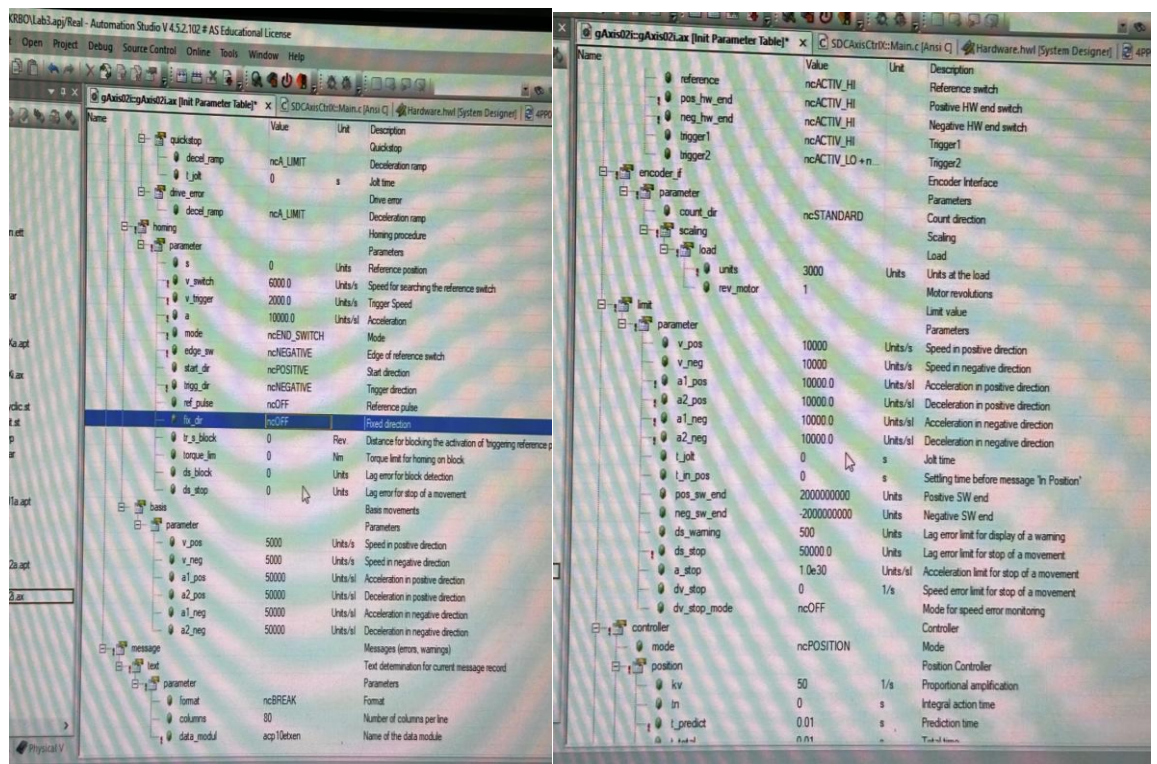 KRBO\Lab3.apj/Real - Automation Studio V 4.5.2.102 # AS Educational License
Open Project Debug Source Control Online Tools Window Help
gAxis02i::gAxis02i.ax [Init Parameter Table]* X SDCAxisCtrlX::Main.c [Ansi C] Hardware.hwl [System Designer] 4PP0
Name Value Unit Description
quickstop Quickstop
decel_ramp ncA_LIMIT Deceleration ramp
t_jolt 0 s Jolt time
drive_error Drive error
decel_ramp ncA_LIMIT Deceleration ramp
homing Homing procedure
parameter Parameters
s 0 Units Reference position
v_switch 6000.0 Units/s Speed for searching the reference switch
v_trigger 2000.0 Units/s Trigger Speed
a 10000.0 Units/s Acceleration
mode ncEND_SWITCH Mode
edge_sw ncNEGATIVE Edge of reference switch
start_dir ncPOSITIVE Start direction
trigg_dir ncNEGATIVE Trigger direction
ref_pulse ncOFF Reference pulse
fix_dir ncOFF Fixed direction
tr_s_block 0 Rev. Distance for blocking the activation of 'triggering reference p
torque_lim 0 Nm Torque limit for homing on block
ds_block 0 Units Lag error for block detection
ds_stop 0 Units Lag error for stop of a movement
basis Basis movements
parameter Parameters
v_pos 5000 Units/s Speed in positive direction
v_neg 5000 Units/s Speed in negative direction
a1_pos 50000 Units/s Acceleration in positive direction
a2_pos 50000 Units/s Deceleration in positive direction
a1_neg 50000 Units/s Acceleration in negative direction
a2_neg 50000 Units/s Deceleration in negative direction
message Messages (errors, warnings)
text Text determination for current message record
parameter Parameters
format ncBREAK Format
columns 80 Number of columns per line
data_modul acp10etxen Name of the data module
Physical V
gAxis02i::gAxis02i.ax [Init Parameter Table]* X SDCAxisCtrlX::Main.c [Ansi C] Hardware.hwl [System Designer] 4PP
Name Value Unit Description
reference ncACTIV_HI Reference switch
pos_hw_end ncACTIV_HI Positive HW end switch
neg_hw_end ncACTIV_HI Negative HW end switch
trigger1 ncACTIV_HI Trigger1
trigger2 ncACTIV_LO + n... Trigger2
encoder_if Encoder Interface
parameter Parameters
count_dir ncSTANDARD Count direction
scaling Scaling
load Load
units 3000 Units Units at the load
rev_motor 1 Motor revolutions
limit Limit value
parameter Parameters
v_pos 10000 Units/s Speed in positive direction
v_neg 10000 Units/s Speed in negative direction
a1_pos 10000.0 Units/s Acceleration in positive direction
a2_pos 10000.0 Units/s Deceleration in positive direction
a1_neg 10000.0 Units/s Acceleration in negative direction
a2_neg 10000.0 Units/s Deceleration in negative direction
t_jolt 0 s Jolt time
t_in_pos 0 s Settling time before message 'In Position'
pos_sw_end 2000000000 Units Positive SW end
neg_sw_end -2000000000 Units Negative SW end
ds_warning 500 Units Lag error limit for display of a warning
ds_stop 50000.0 Units Lag error limit for stop of a movement
a_stop 1.0e30 Units/s Acceleration limit for stop of a movement
dv_stop 0 1/s Speed error limit for stop of a movement
dv_stop_mode ncOFF Mode for speed error monitoring
controller Controller
mode ncPOSITION Mode
position Position Controller
kv 50 1/s Proportional amplification
tn 0 s Integral action time
t_predict 0.01 s Prediction time
t_total 0.01 s Total time